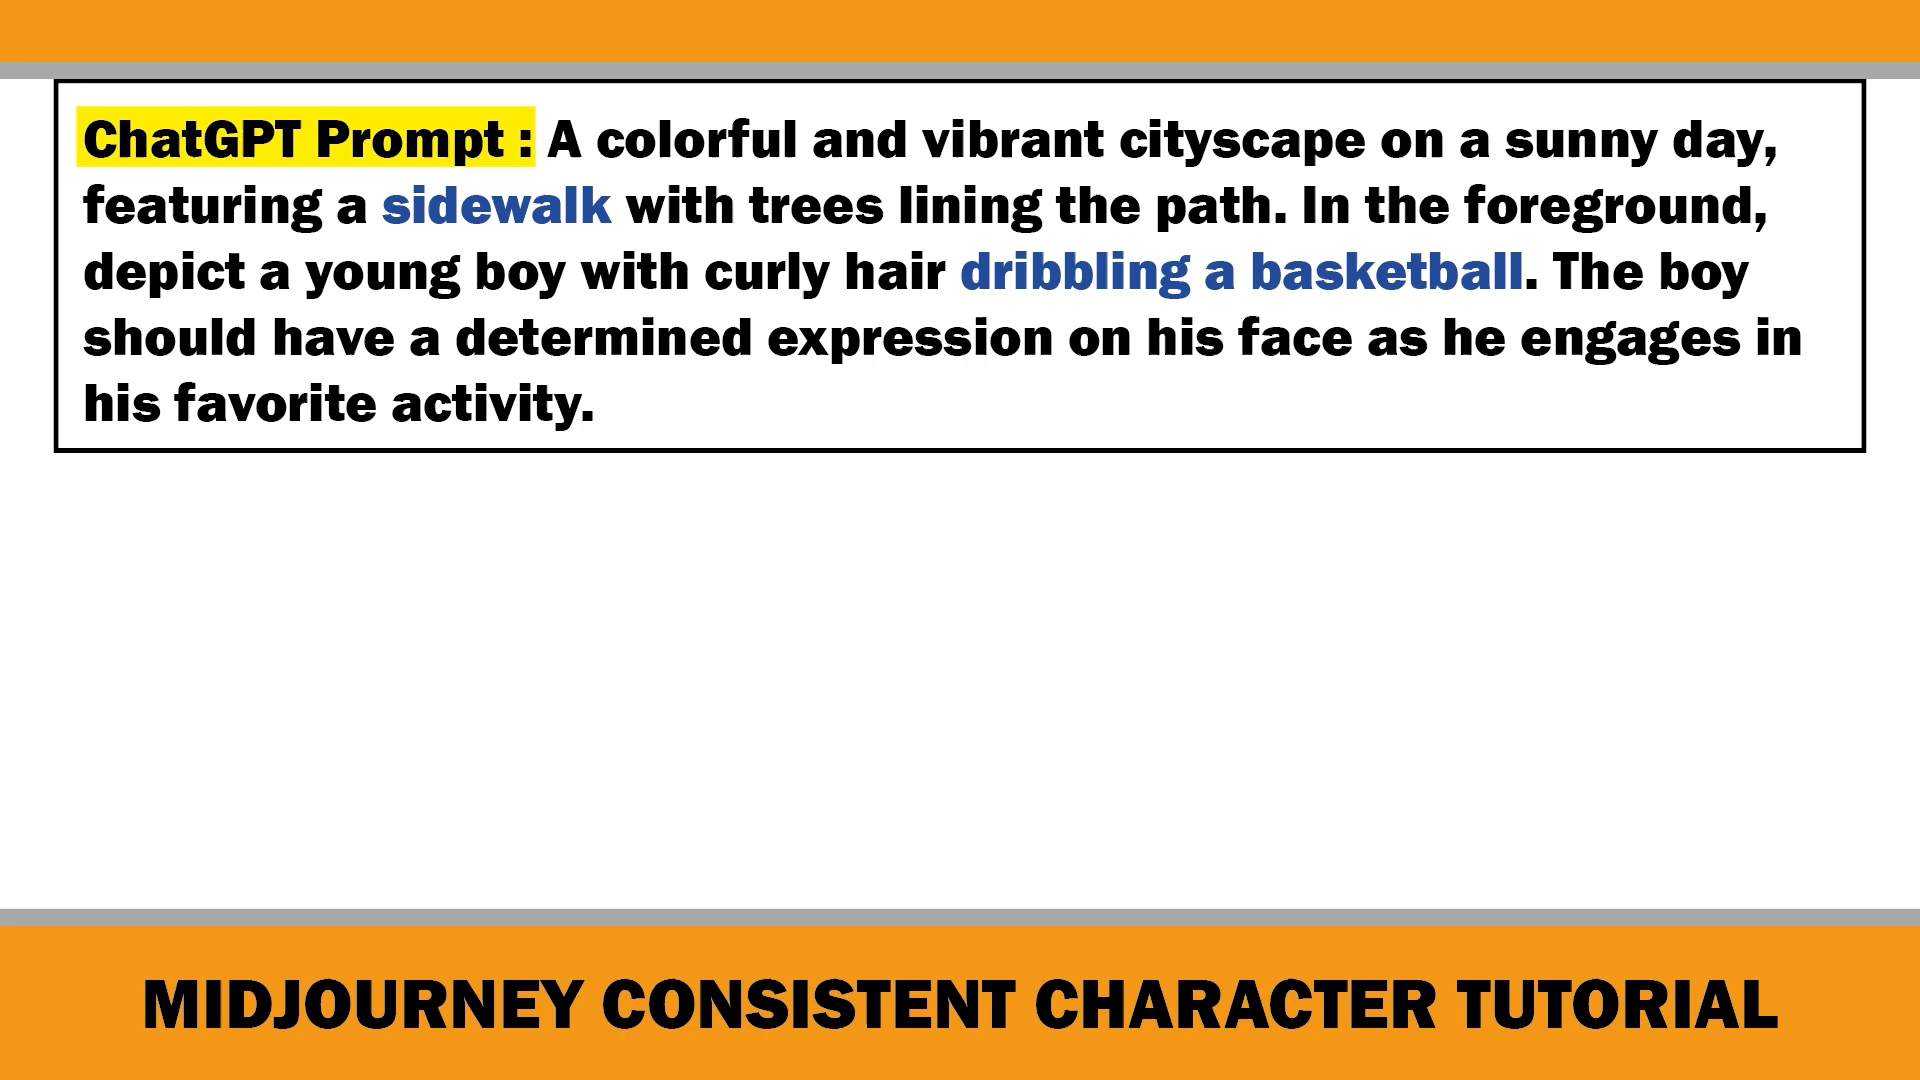 ChatGPT Prompt : A colorful and vibrant cityscape on a sunny day,
featuring a sidewalk with trees lining the path. In the foreground,
depict a young boy with curly hair dribbling a basketball. The boy
should have a determined expression on his face as he engages in
his favorite activity.
MIDJOURNEY CONSISTENT CHARACTER TUTORIAL